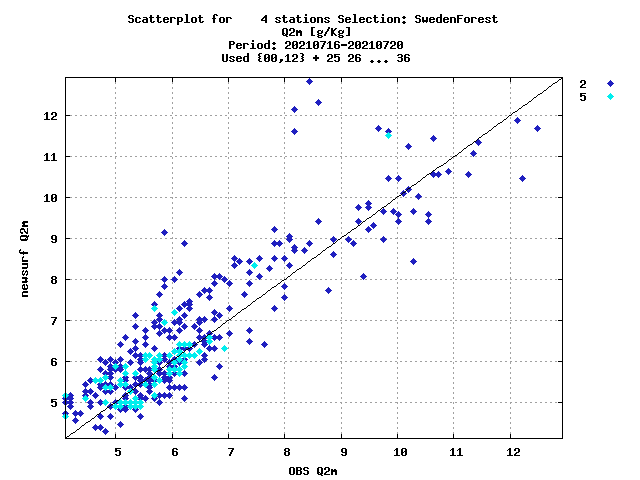 Scatterplot for    4 stations Selection: SwedenForest
Q2m [g/Kg]
Period: 20210716-20210720
Used {00,12} + 25 26 ... 36
2
5
12
11
10
9
8
7
6
5
newsurf Q2m
5 6 7 8 9 10 11 12
OBS Q2m